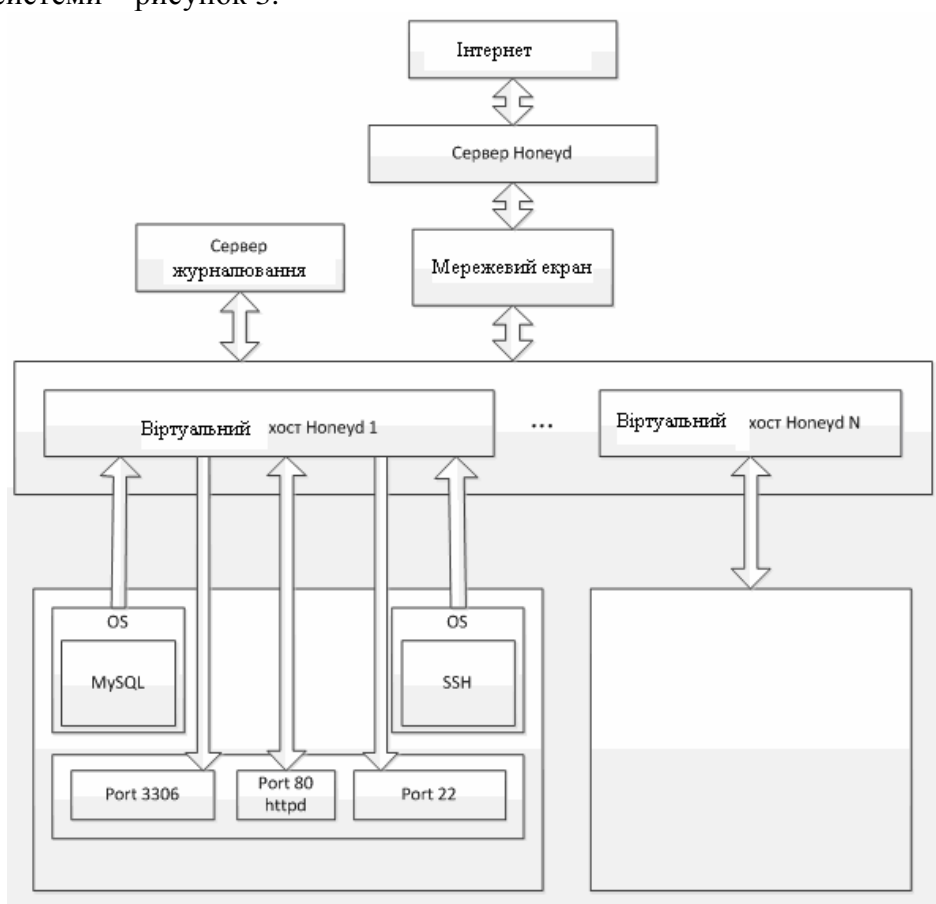 системи – рисунок 3.
Інтернет
Сервер Honeyd
Сервер
журналювання
Мережевий екран
Віртуальний хост Honeyd 1
...
Віртуальний хост Honeyd N
OS
MySQL
OS
SSH
Port 3306
Port 80
httpd
Port 22